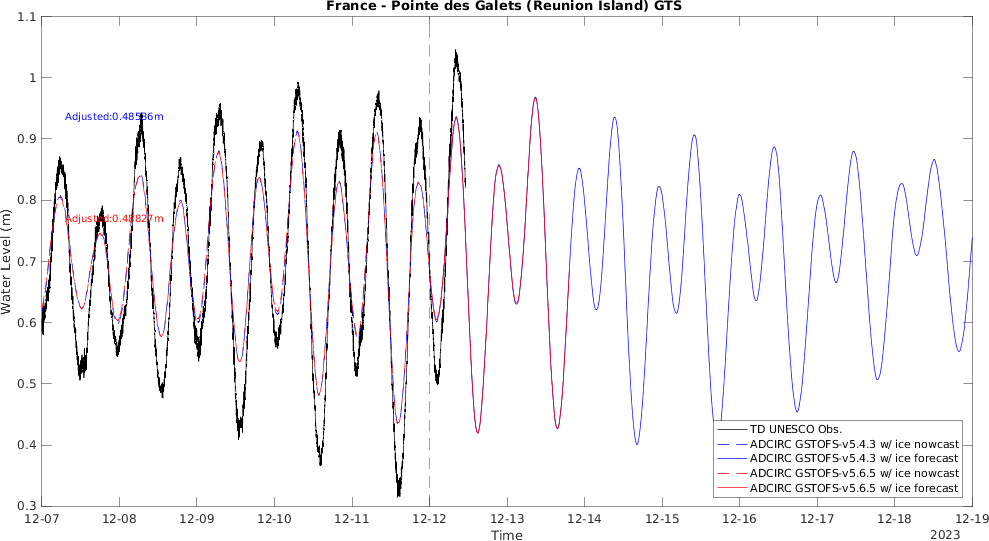 France - Pointe des Galets (Reunion Island) GTS
1.1
1
0.9
0.8
0.7
0.6
0.5
0.4
0.3
Water Level (m)
Adjusted:0.48536m
Adjusted:0.48827m
TD UNESCO Obs.
ADCIRC GSTOFS-v5.4.3 w/ ice nowcast
ADCIRC GSTOFS-v5.4.3 w/ ice forecast
ADCIRC GSTOFS-v5.6.5 w/ ice nowcast
ADCIRC GSTOFS-v5.6.5 w/ ice forecast
12-07 12-08 12-09 12-10 12-11 12-12 12-13 12-14 12-15 12-16 12-17 12-18 12-19
Time
2023